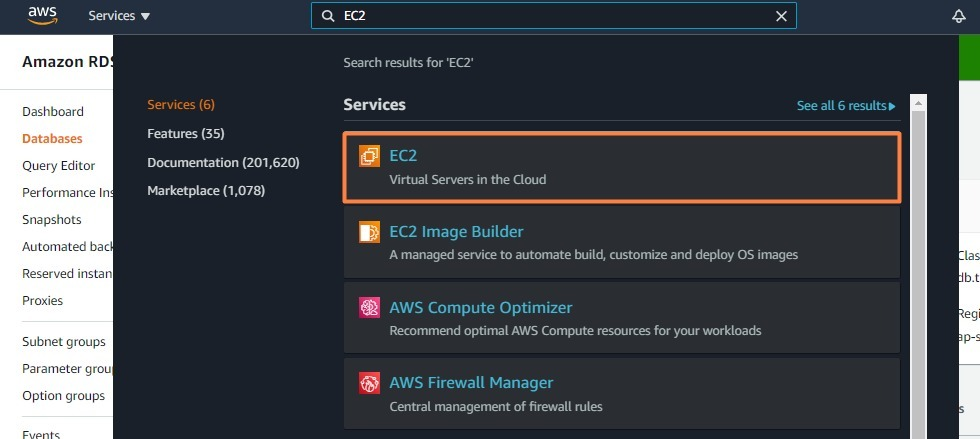 aws
Services ▼
EC2
Amazon RDS
Dashboard
Databases
Query Editor
Performance Ins
Snapshots
Automated back
Reserved instan
Proxies
Subnet groups
Parameter group
Option groups
Events
Search results for 'EC2'
Services (6)
Features (35)
Documentation (201,620)
Marketplace (1,078)
Services
See all 6 results ▶
EC2
Virtual Servers in the Cloud
EC2 Image Builder
A managed service to automate build, customize and deploy OS images
AWS Compute Optimizer
Recommend optimal AWS Compute resources for your workloads
AWS Firewall Manager
Central management of firewall rules
Clas
db.t
Regi
ap-s
s